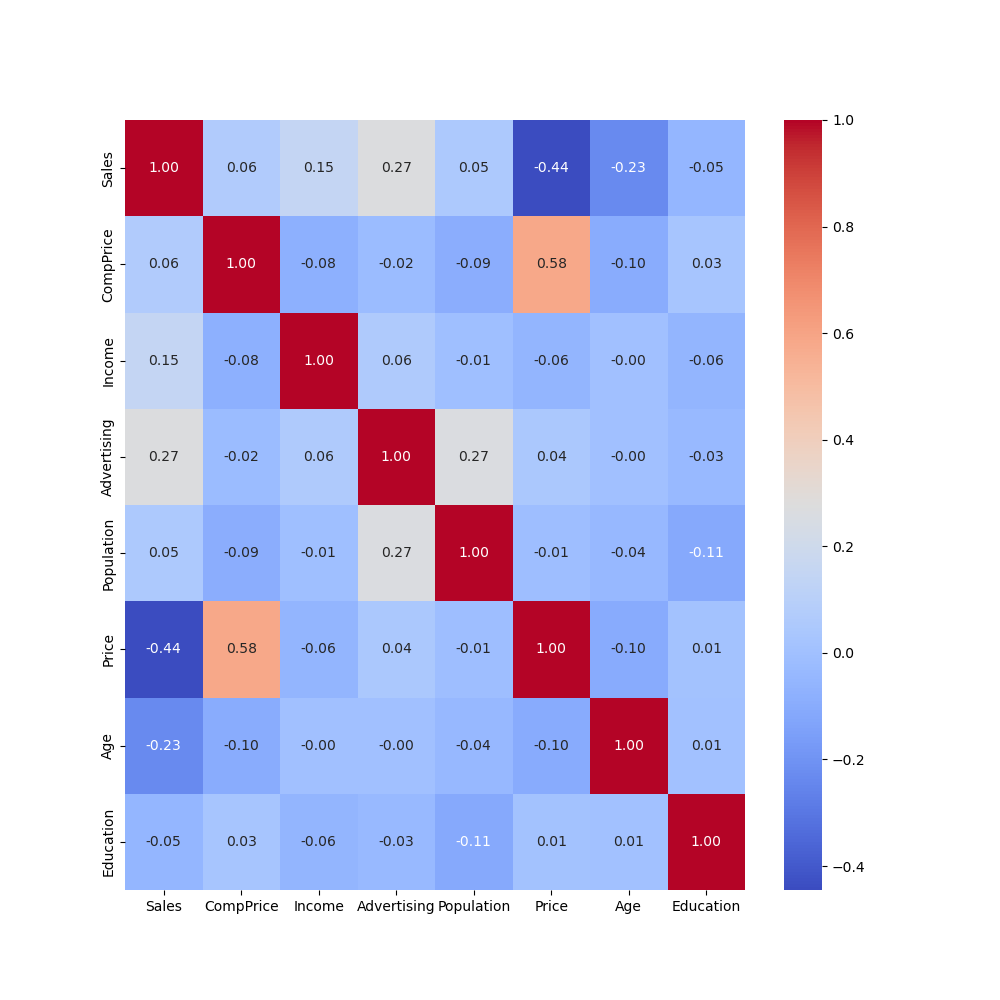 Sales 1.00 0.06 0.15 0.27 0.05 -0.44 -0.23 -0.05
CompPrice 0.06 1.00 -0.08 -0.02 -0.09 0.58 -0.10 0.03
Income 0.15 -0.08 1.00 0.06 -0.01 -0.06 -0.00 -0.06
Advertising 0.27 -0.02 0.06 1.00 0.27 0.04 -0.00 -0.03
Population 0.05 -0.09 -0.01 0.27 1.00 -0.01 -0.04 -0.11
Price -0.44 0.58 -0.06 0.04 -0.01 1.00 -0.10 0.01
Age -0.23 -0.10 -0.00 -0.00 -0.04 -0.10 1.00 0.01
Education -0.05 0.03 -0.06 -0.03 -0.11 0.01 0.01 1.00
Sales CompPrice Income Advertising Population Price Age Education
1.0
0.8
0.6
0.4
0.2
0.0
−0.2
−0.4